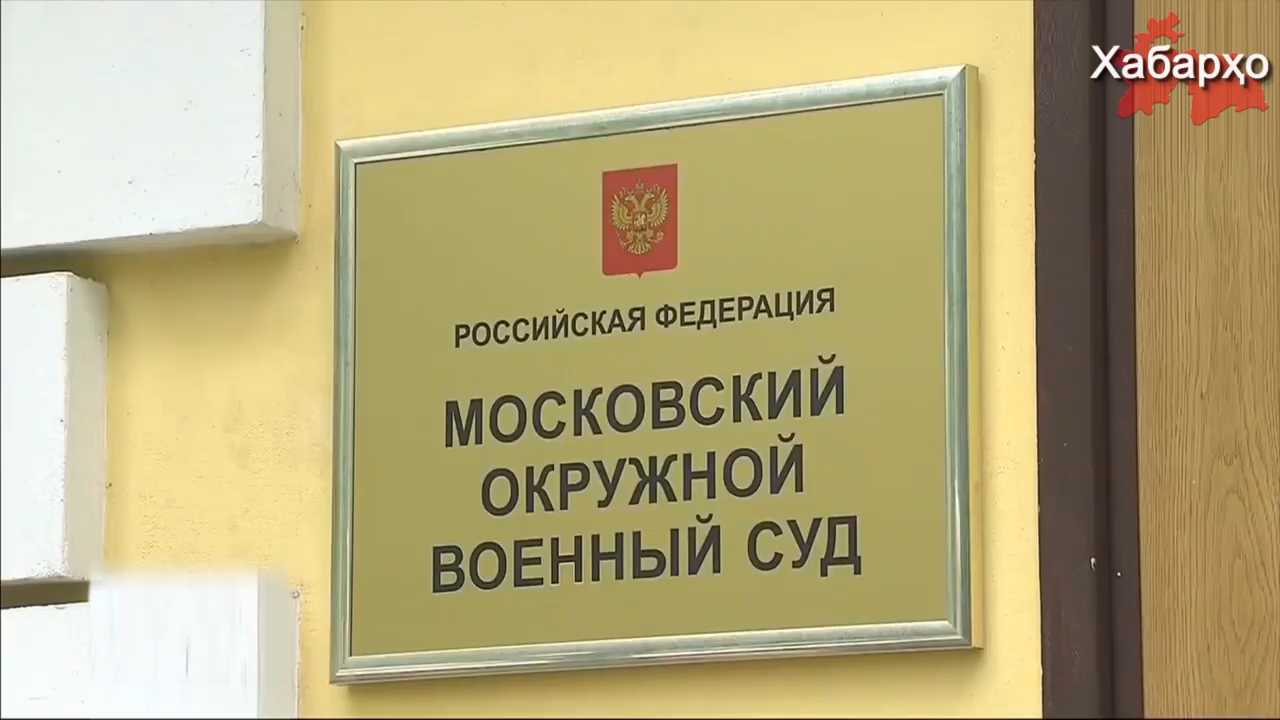 Хабарҳо
РОССИЙСКАЯ ФЕДЕРАЦИЯ
МОСКОВСКИЙ
ОКРУЖНОЙ
ВОЕННЫЙ СУД